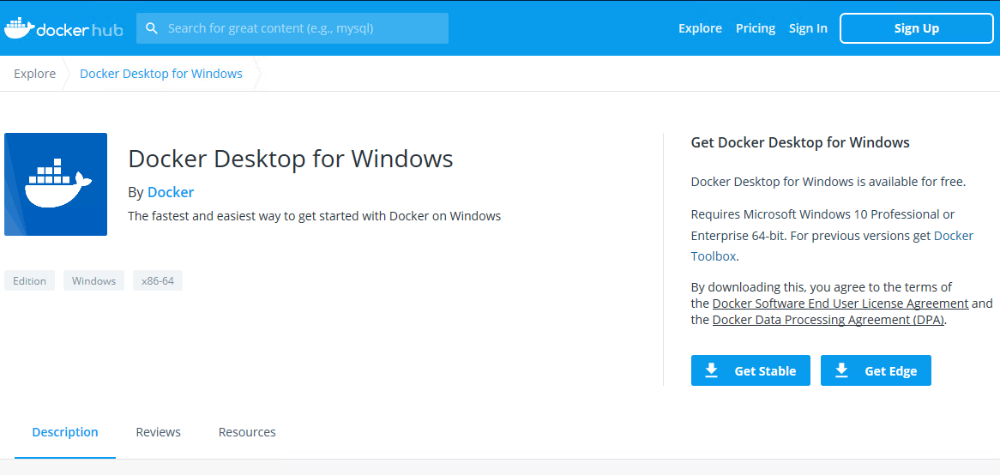 docker hub
Search for great content (e.g., mysql)
Explore
Pricing
Sign In
Sign Up
Explore
Docker Desktop for Windows
Docker Desktop for Windows
By Docker
The fastest and easiest way to get started with Docker on Windows
Edition
Windows
x86-64
Get Docker Desktop for Windows
Docker Desktop for Windows is available for free.
Requires Microsoft Windows 10 Professional or
Enterprise 64-bit. For previous versions get Docker
Toolbox.
By downloading this, you agree to the terms of
the Docker Software End User License Agreement and
the Docker Data Processing Agreement (DPA).
Get Stable
Get Edge
Description
Reviews
Resources